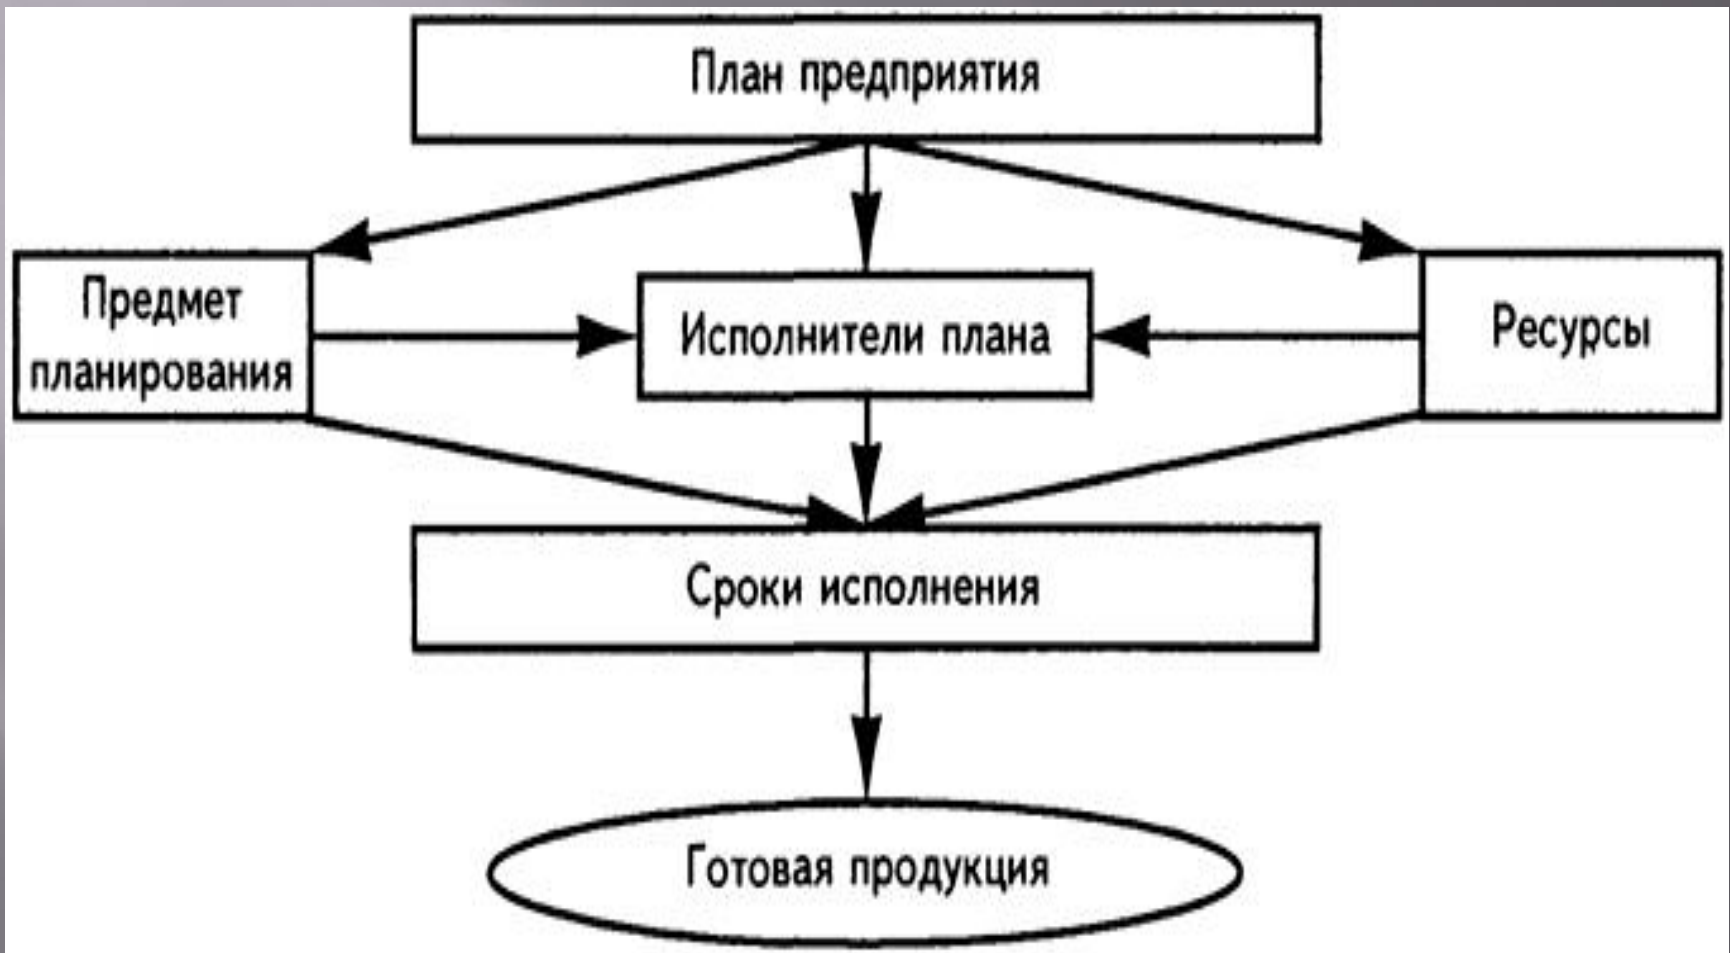 План предприятия
Предмет
планирования
Исполнители плана
Ресурсы
Сроки исполнения
Готовая продукция